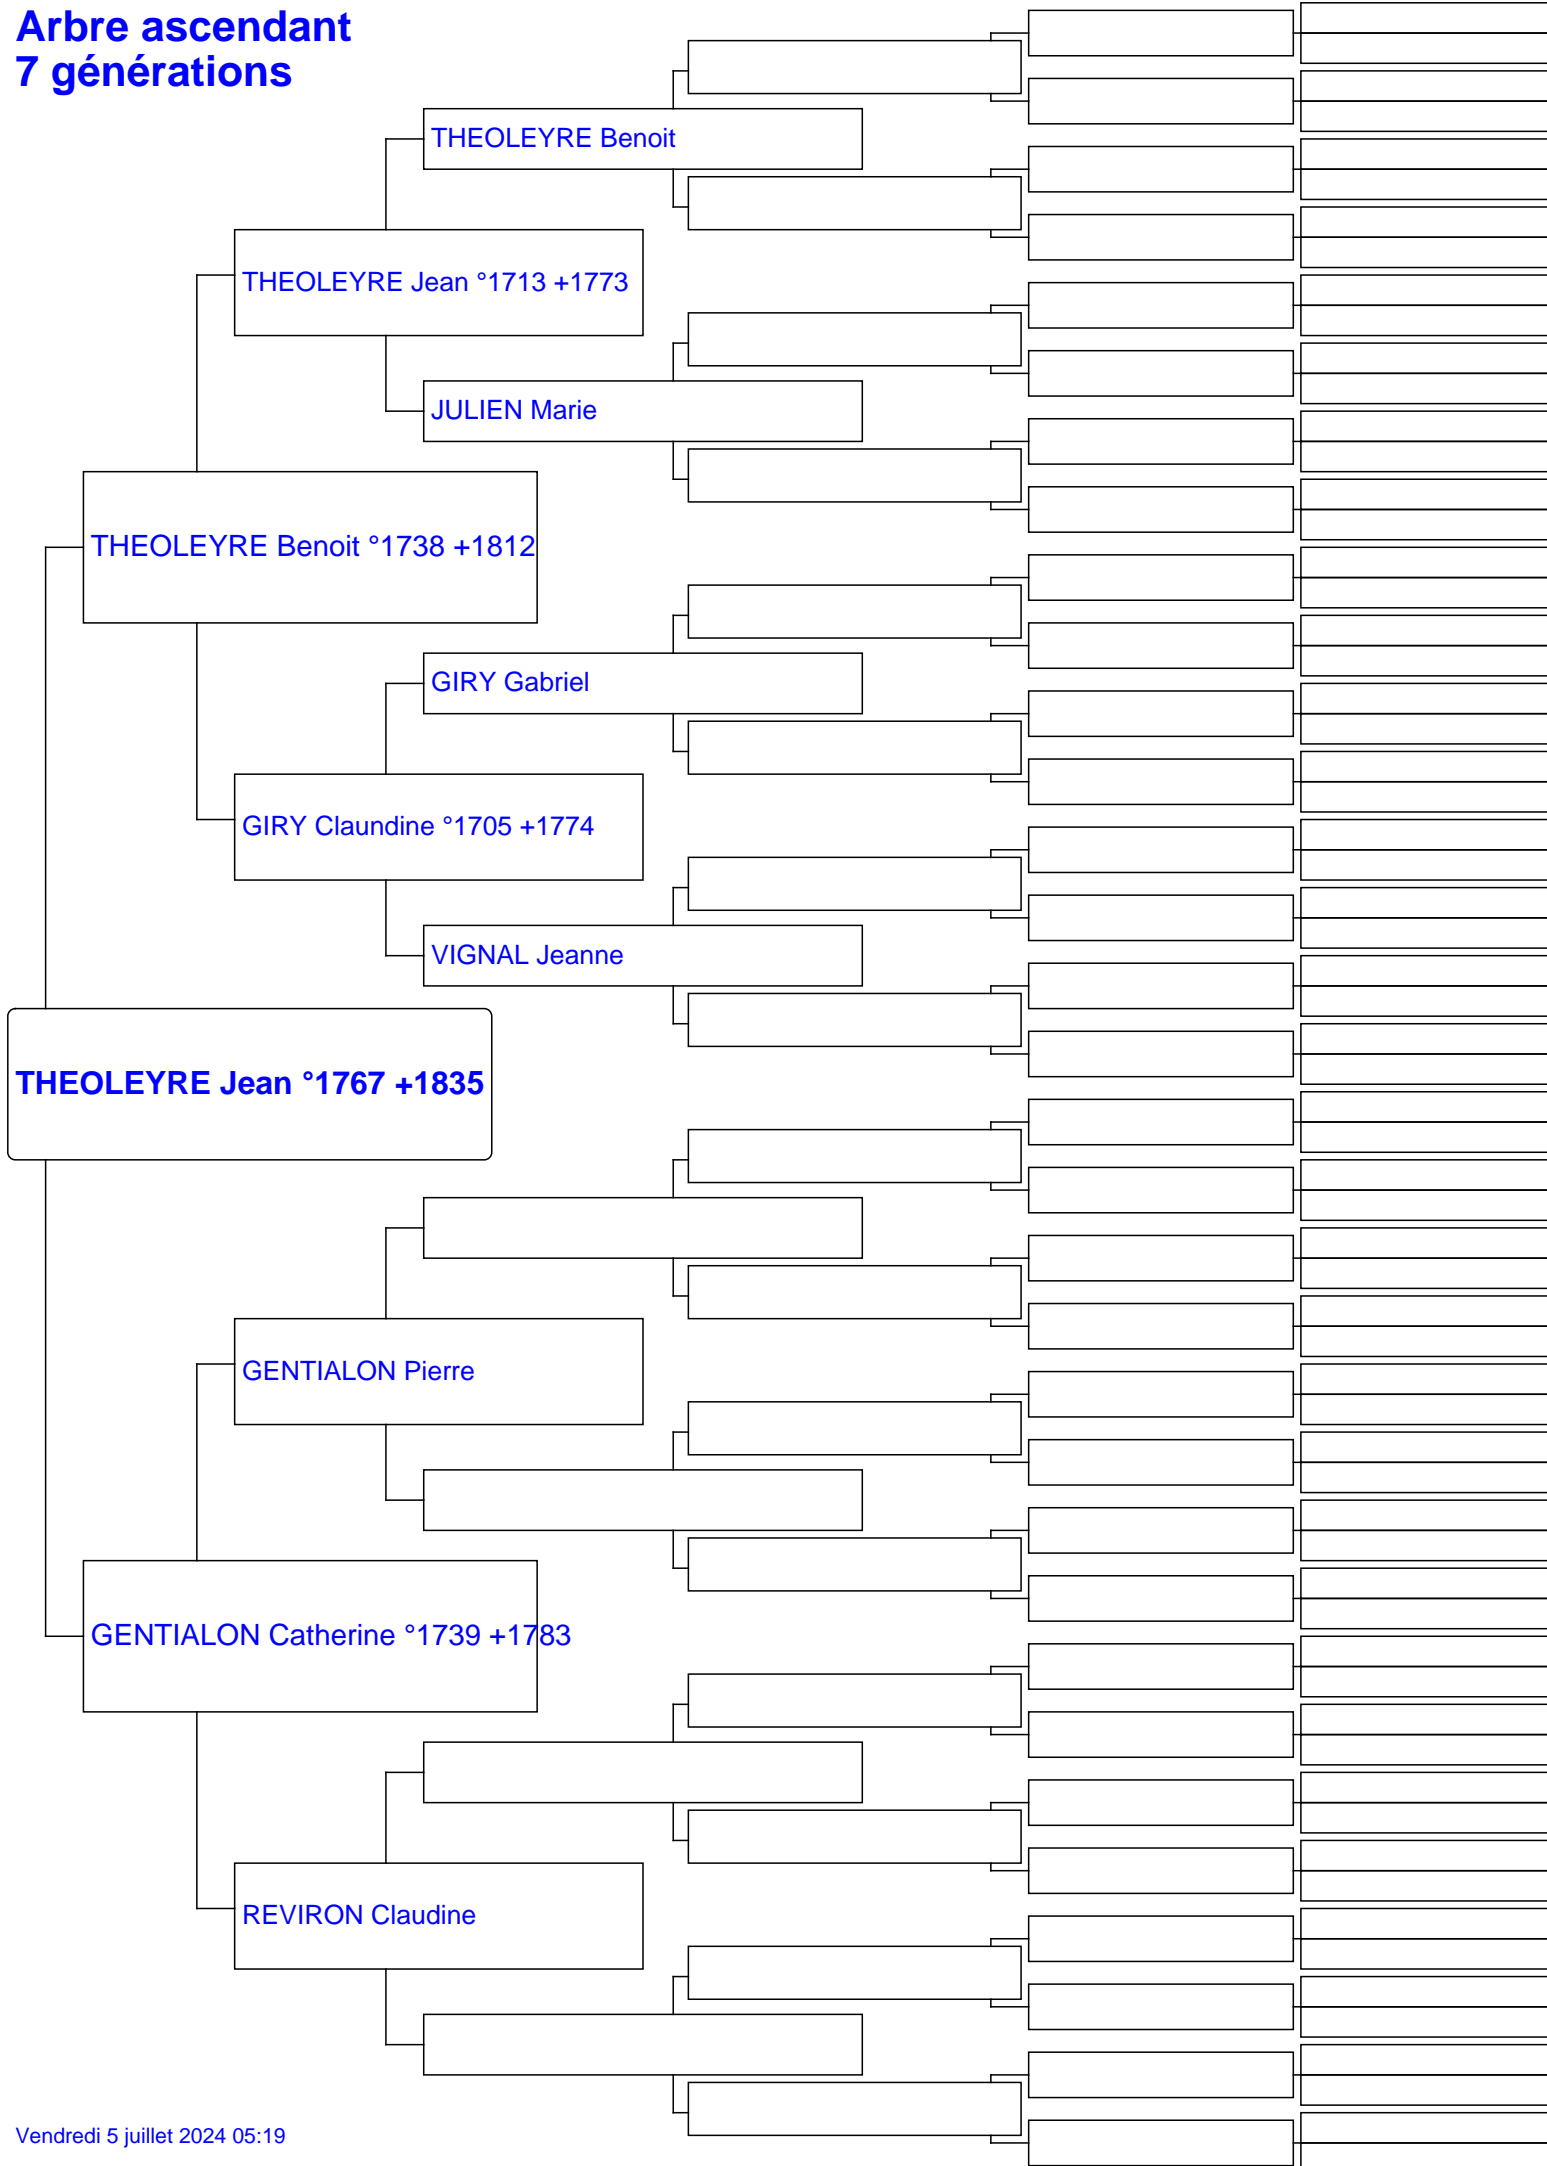 Arbre ascendant
7 générations
THEOLEYRE Benoit
THEOLEYRE Jean °1713 +1773
JULIEN Marie
THEOLEYRE Benoit °1738 +1812
GIRY Gabriel
GIRY Claundine °1705 +1774
VIGNAL Jeanne
THEOLEYRE Jean °1767 +1835
GENTIALON Pierre
GENTIALON Catherine °1739 +1783
REVIRON Claudine
Vendredi 5 juillet 2024 05:19